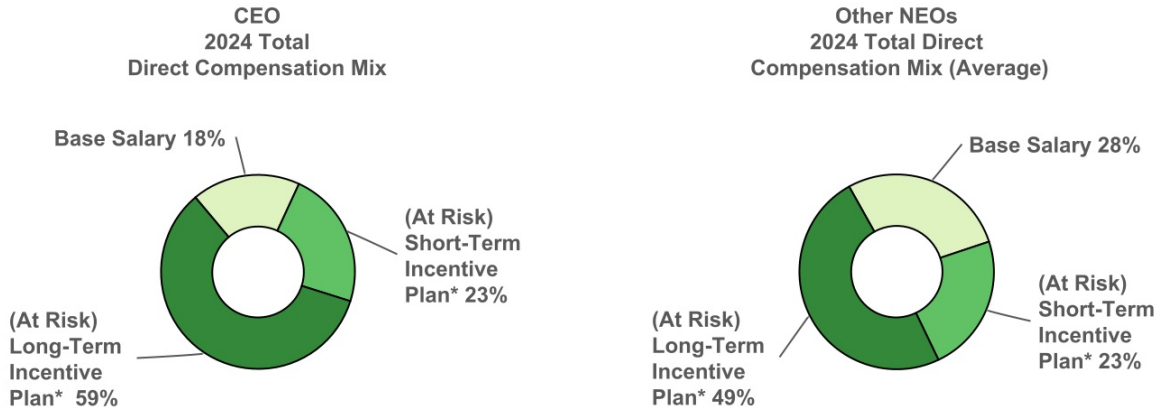 CEO
2024 Total
Direct Compensation Mix
Base Salary 18%
(At Risk)
Short-Term
Incentive
Plan* 23%
(At Risk)
Long-Term
Incentive
Plan* 59%
Other NEOs
2024 Total Direct
Compensation Mix (Average)
Base Salary 28%
(At Risk)
Short-Term
Incentive
Plan* 23%
(At Risk)
Long-Term
Incentive
Plan* 49%